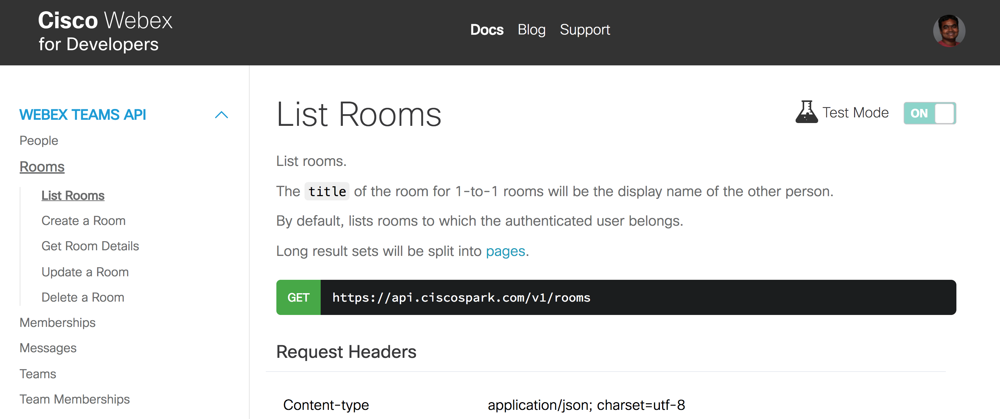 Cisco Webex
for Developers
Docs Blog Support
WEBEX TEAMS API
People
Rooms
List Rooms
Create a Room
Get Room Details
Update a Room
Delete a Room
Memberships
Messages
Teams
Team Memberships
List Rooms
Test Mode ON
List rooms.
The title of the room for 1-to-1 rooms will be the display name of the other person.
By default, lists rooms to which the authenticated user belongs.
Long result sets will be split into pages.
GET https://api.ciscospark.com/v1/rooms
Request Headers
Content-type application/json; charset=utf-8